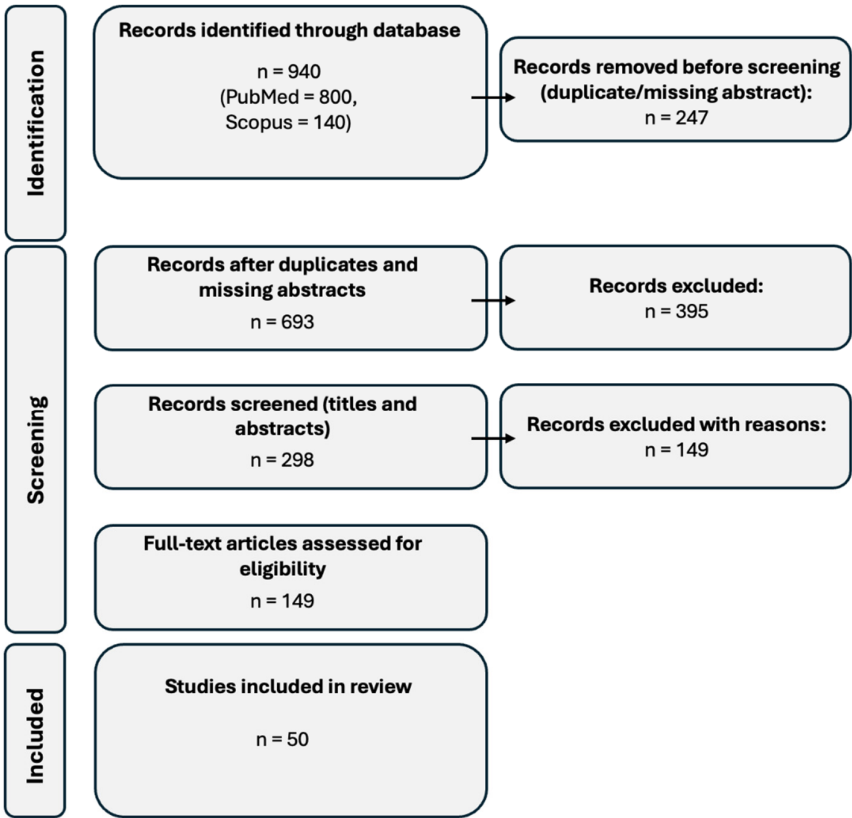 Identification
Records identified through database
n = 940
(PubMed = 800,
Scopus = 140)
Records removed before screening
(duplicate/missing abstract):
n = 247
Screening
Records after duplicates and
missing abstracts
n = 693
Records excluded:
n = 395
Records screened (titles and
abstracts)
n = 298
Records excluded with reasons:
n = 149
Full-text articles assessed for
eligibility
n = 149
Included
Studies included in review
n = 50